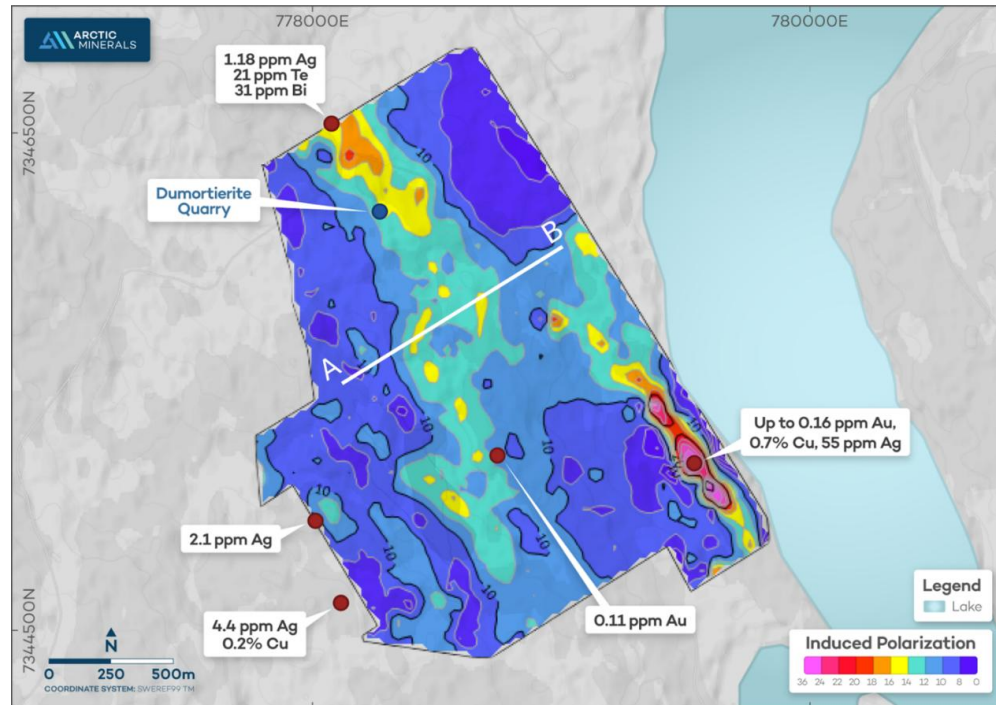 ARCTIC
MINERALS
778000E
780000E
7346500N
7344500N
1.18 ppm Ag
21 ppm Te
31 ppm Bi
10
Dumortierite
Quarry
B
A
10
10
10
Up to 0.16 ppm Au,
0.7% Cu, 55 ppm Ag
10
2.1 ppm Ag
10
10
4.4 ppm Ag
0.2% Cu
0.11 ppm Au
N
0 250 500m
COORDINATE SYSTEM: SWEREF99 TM
Legend
Lake
Induced Polarization
36 24 22 20 18 16 14 12 10 8 0